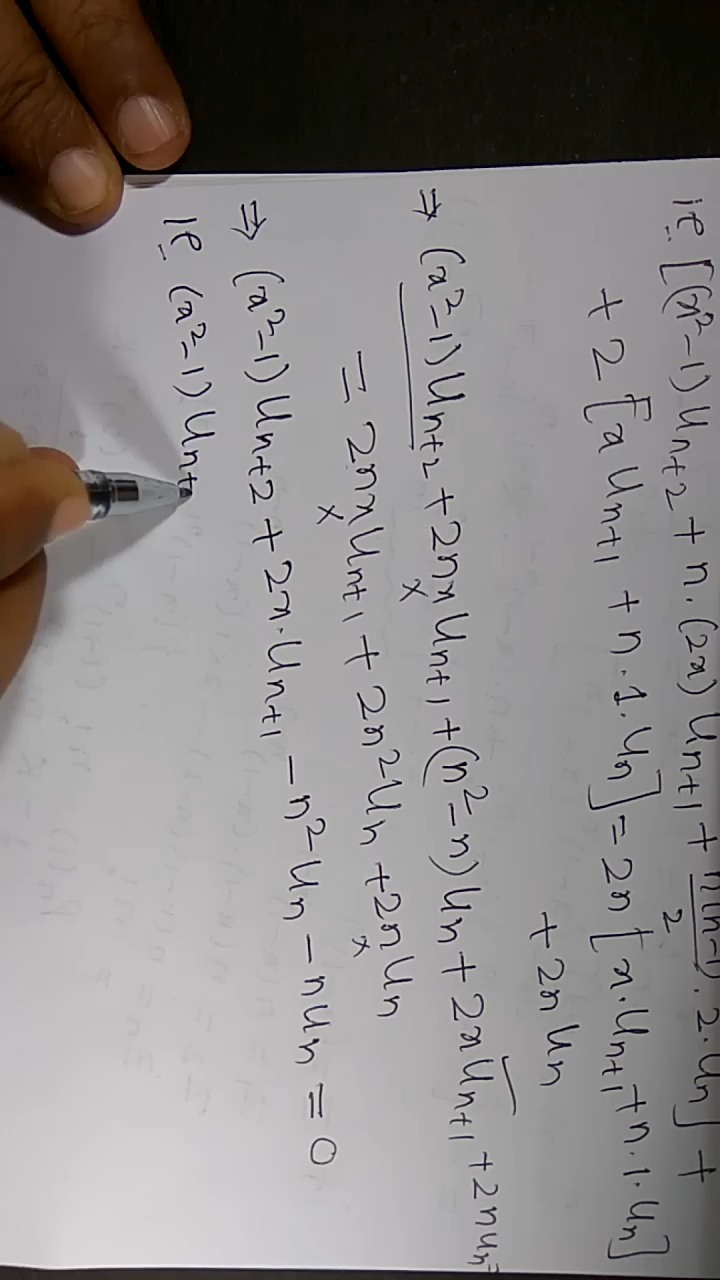 ie. [(x²-1) Uₙ₊₂ + n.(2x) Uₙ₊₁ + n(n-1)/2 . 2. Uₙ] +
+ 2 [x Uₙ₊₁ + n.1.Uₙ] = 2n [x.Uₙ₊₁ + n.1.Uₙ]
+ 2n Uₙ
⇒ (x²-1) Uₙ₊₂ + 2nx Uₙ₊₁ + (n²-n) Uₙ + 2x Uₙ₊₁ + 2n Uₙ =
= 2nx Uₙ₊₁ + 2n² Uₙ + 2n Uₙ
⇒ (x²-1) Uₙ₊₂ + 2x. Uₙ₊₁ - n² Uₙ - n Uₙ = 0
ie. (x²-1) Uₙ₊